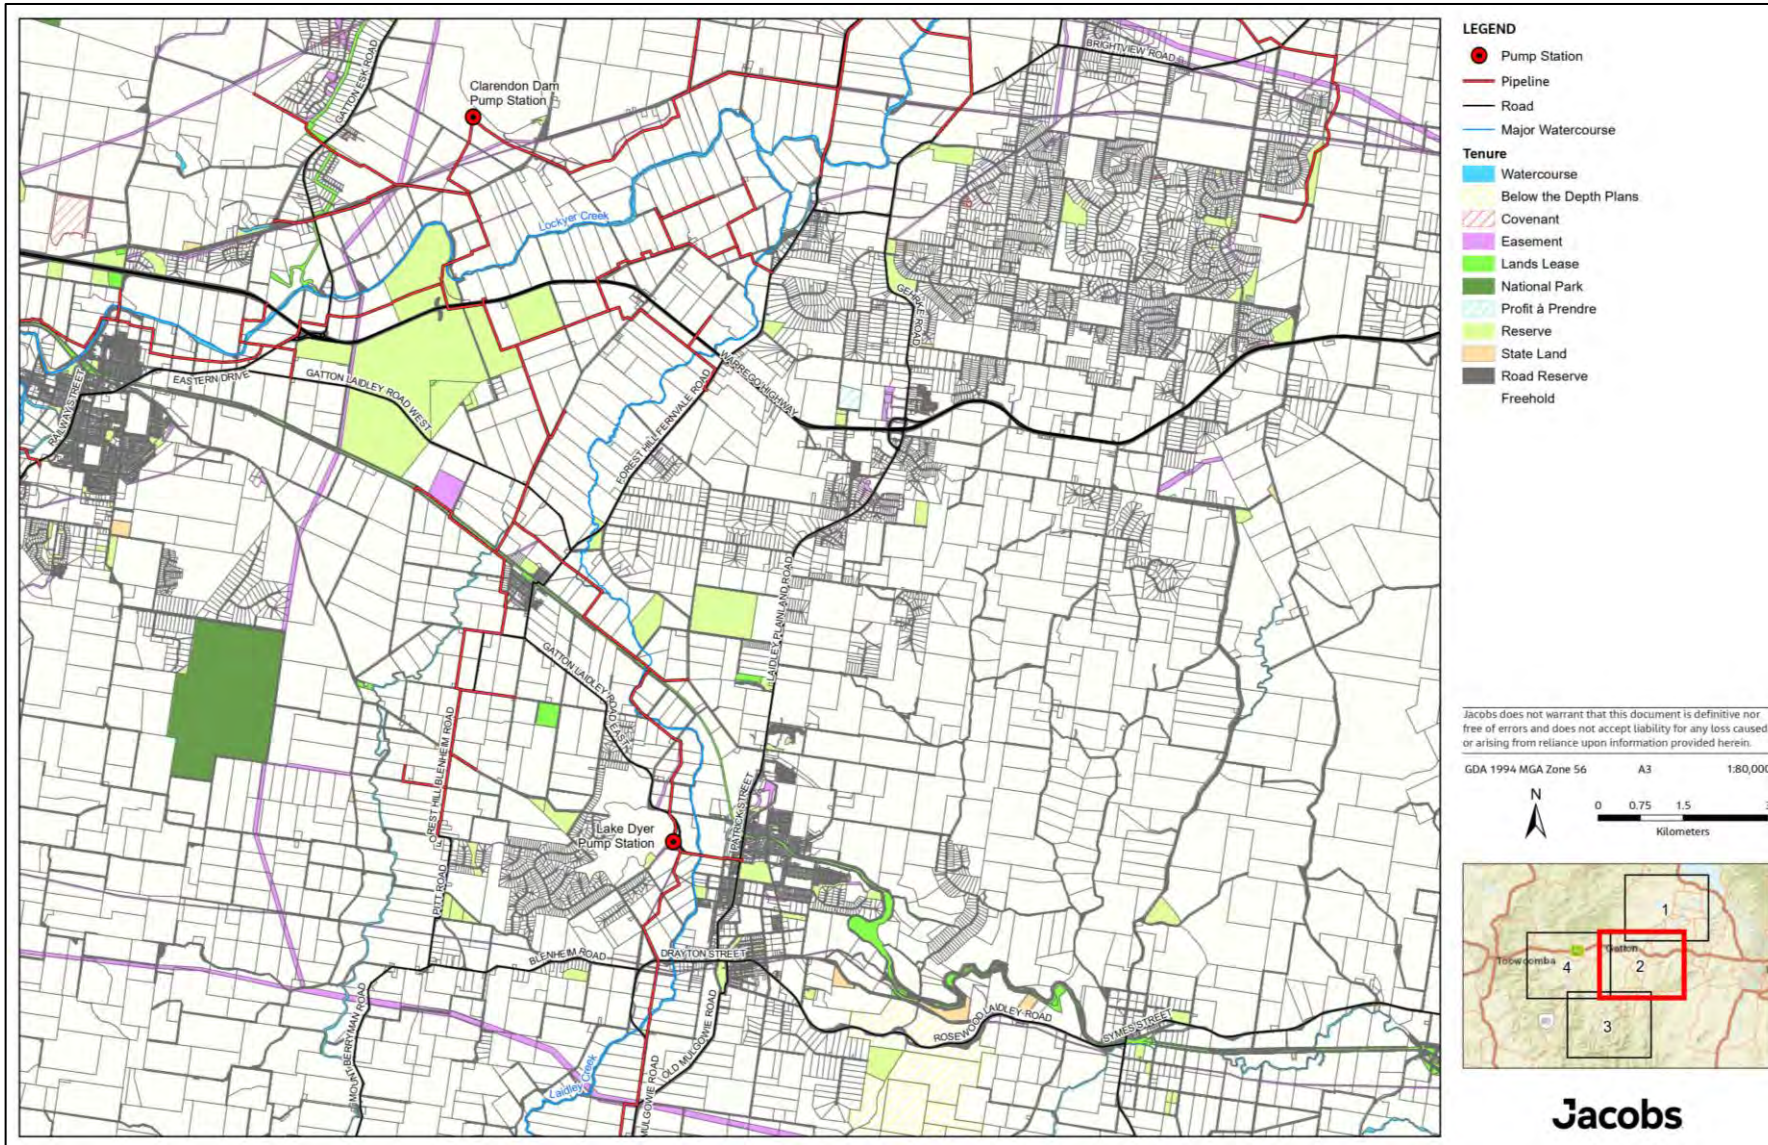 BRIGHTVIEW ROAD
GATTON ESK ROAD
Clarendon Dam
Pump Station
Lockyer Creek
GEHRKE ROAD
WARREGO HIGHWAY
EASTERN DRIVE
GATTON LAIDLEY ROAD WEST
RAILWAY STREET
FOREST HILL FERNVALE ROAD
LAIDLEY PLAINLAND ROAD
GATTON LAIDLEY ROAD EAST
FOREST HILL BLENHEIM ROAD
PATRICK STREET
Lake Dyer
Pump Station
PITT ROAD
BLENHEIM ROAD
DRAYTON STREET
MOUNT BERRYMAN ROAD
OLD MULGOWIE ROAD
ROSEWOOD LAIDLEY ROAD
SYMES STREET
Laidley Creek
MULGOWIE ROAD
LEGEND
Pump Station
Pipeline
Road
Major Watercourse
Tenure
Watercourse
Below the Depth Plans
Covenant
Easement
Lands Lease
National Park
Profit à Prendre
Reserve
State Land
Road Reserve
Freehold
Jacobs does not warrant that this document is definitive nor
free of errors and does not accept liability for any loss caused
or arising from reliance upon information provided herein.
GDA 1994 MGA Zone 56 A3 1:80,000
N
0 0.75 1.5 3
Kilometers
1
Gatton
Toowoomba
4
2
3
Jacobs